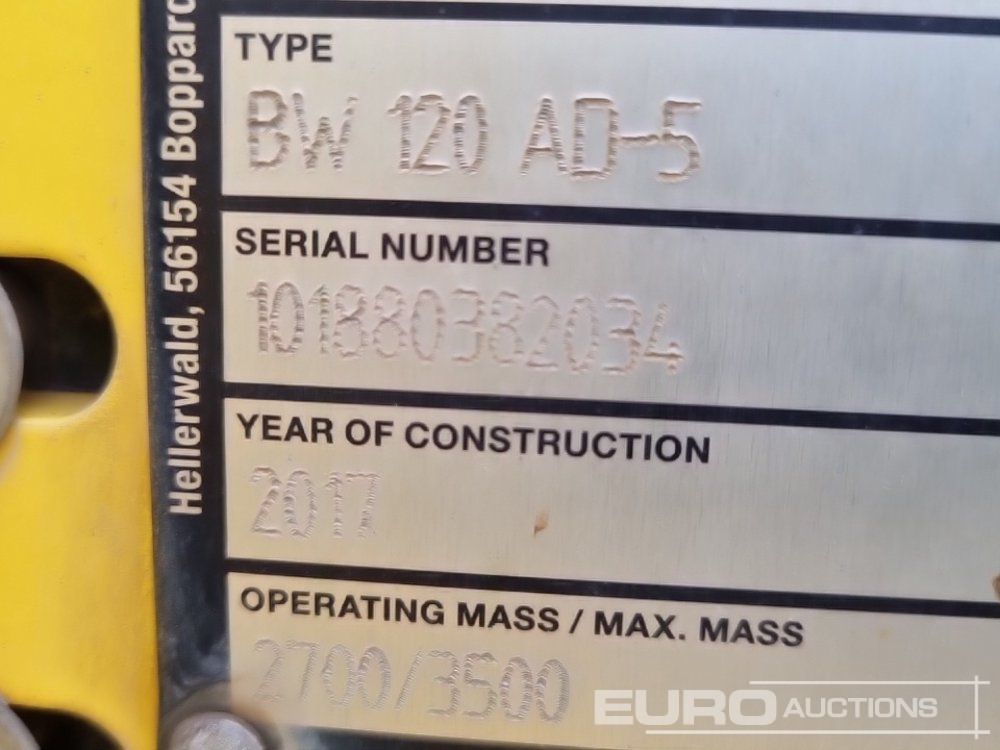 Hellerwald, 56154 Boppard
TYPE
BW 120 AD-5
SERIAL NUMBER
101880382034
YEAR OF CONSTRUCTION
2017
OPERATING MASS / MAX. MASS
2700/3500
EURO AUCTIONS